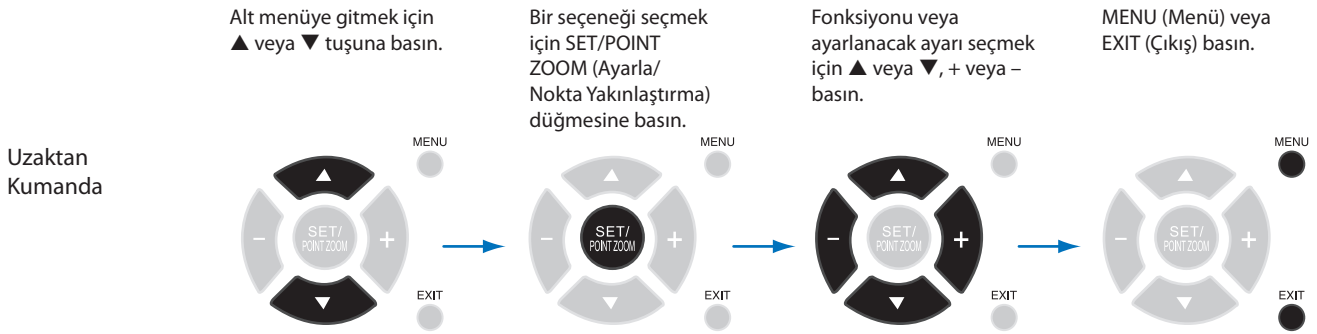 Alt menüye gitmek için
▲ veya ▼ tuşuna basın.
Bir seçeneği seçmek
için SET/POINT
ZOOM (Ayarla/
Nokta Yakınlaştırma)
düğmesine basın.
Fonksiyonu veya
ayarlanacak ayarı seçmek
için ▲ veya ▼, + veya –
basın.
MENU (Menü) veya
EXIT (Çıkış) basın.
Uzaktan
Kumanda
MENU
– SET/ +
POINT ZOOM
EXIT
MENU
– SET/ +
POINT ZOOM
EXIT
MENU
– SET/ +
POINT ZOOM
EXIT
MENU
– SET/ +
POINT ZOOM
EXIT